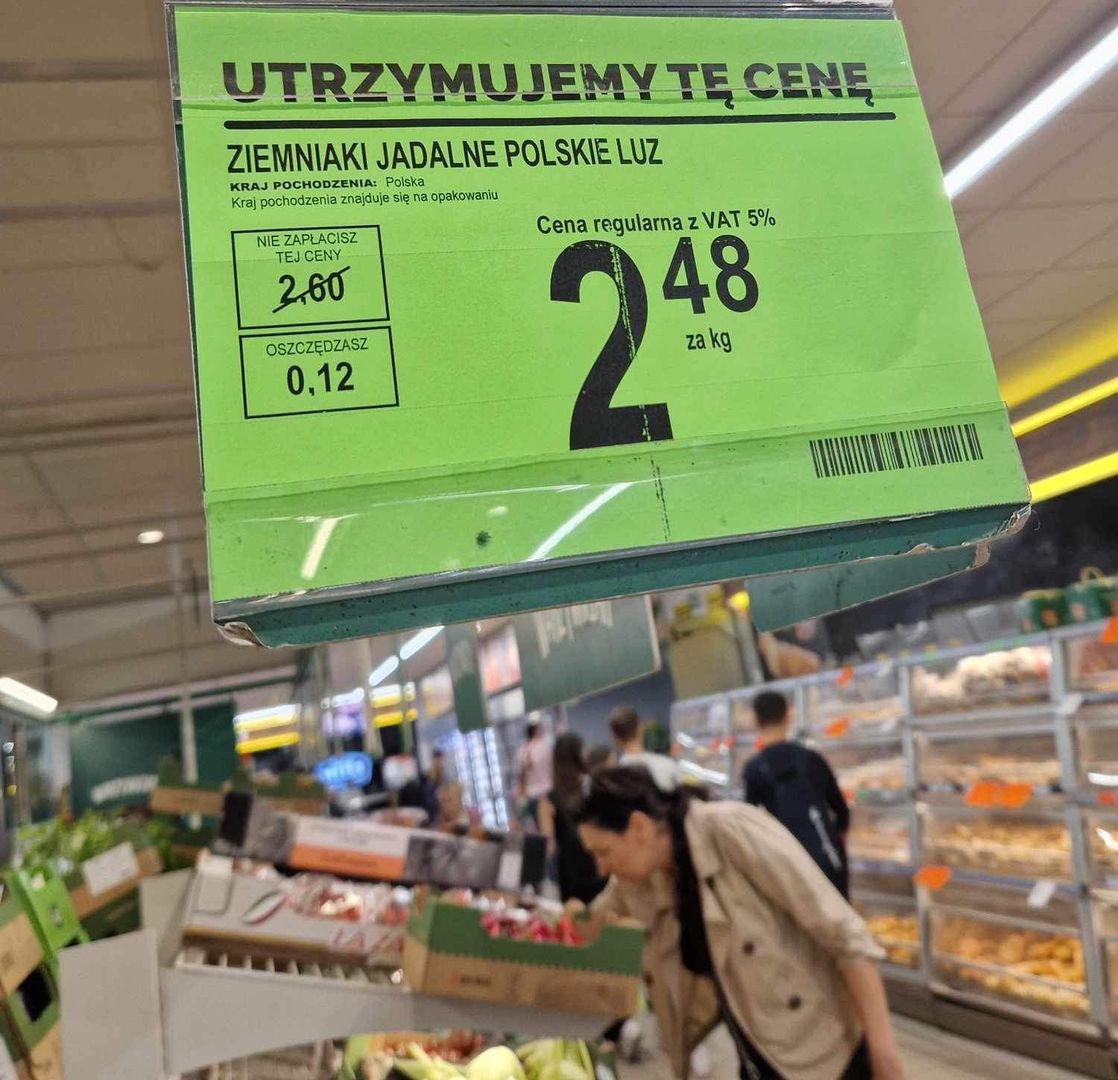 UTRZYMUJEMY TĘ CENĘ
ZIEMNIAKI JADALNE POLSKIE LUZ
KRAJ POCHODZENIA: Polska
Kraj pochodzenia znajduje się na opakowaniu
Cena regularna z VAT 5%
NIE ZAPŁACISZ
TEJ CENY
2,60
OSZCZĘDZASZ
0,12
2 48
za kg